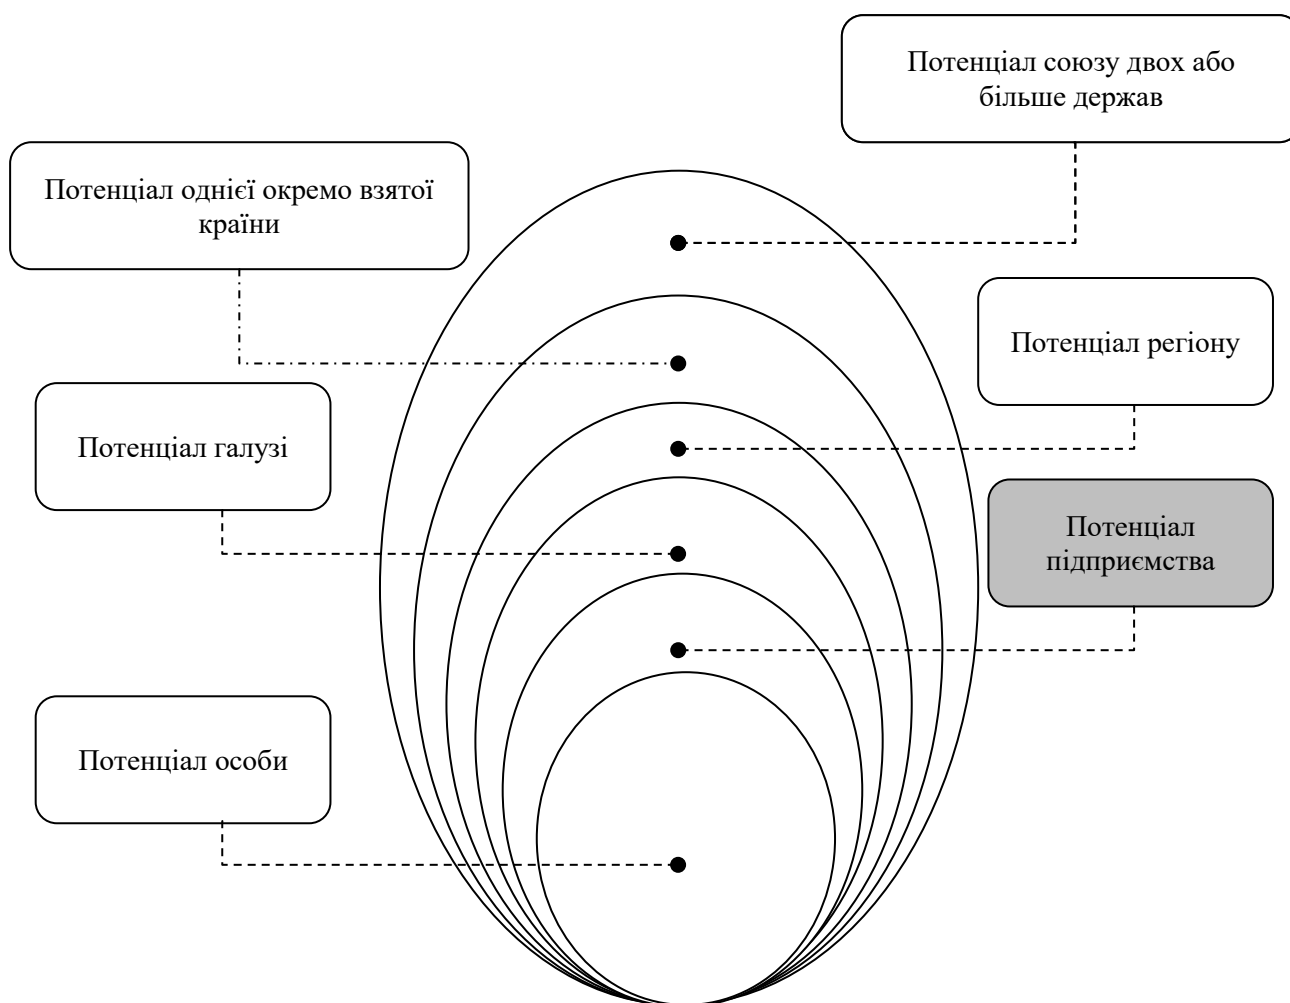 Потенціал союзу двох або
більше держав
Потенціал однієї окремо взятої
країни
Потенціал регіону
Потенціал галузі
Потенціал
підприємства
Потенціал особи